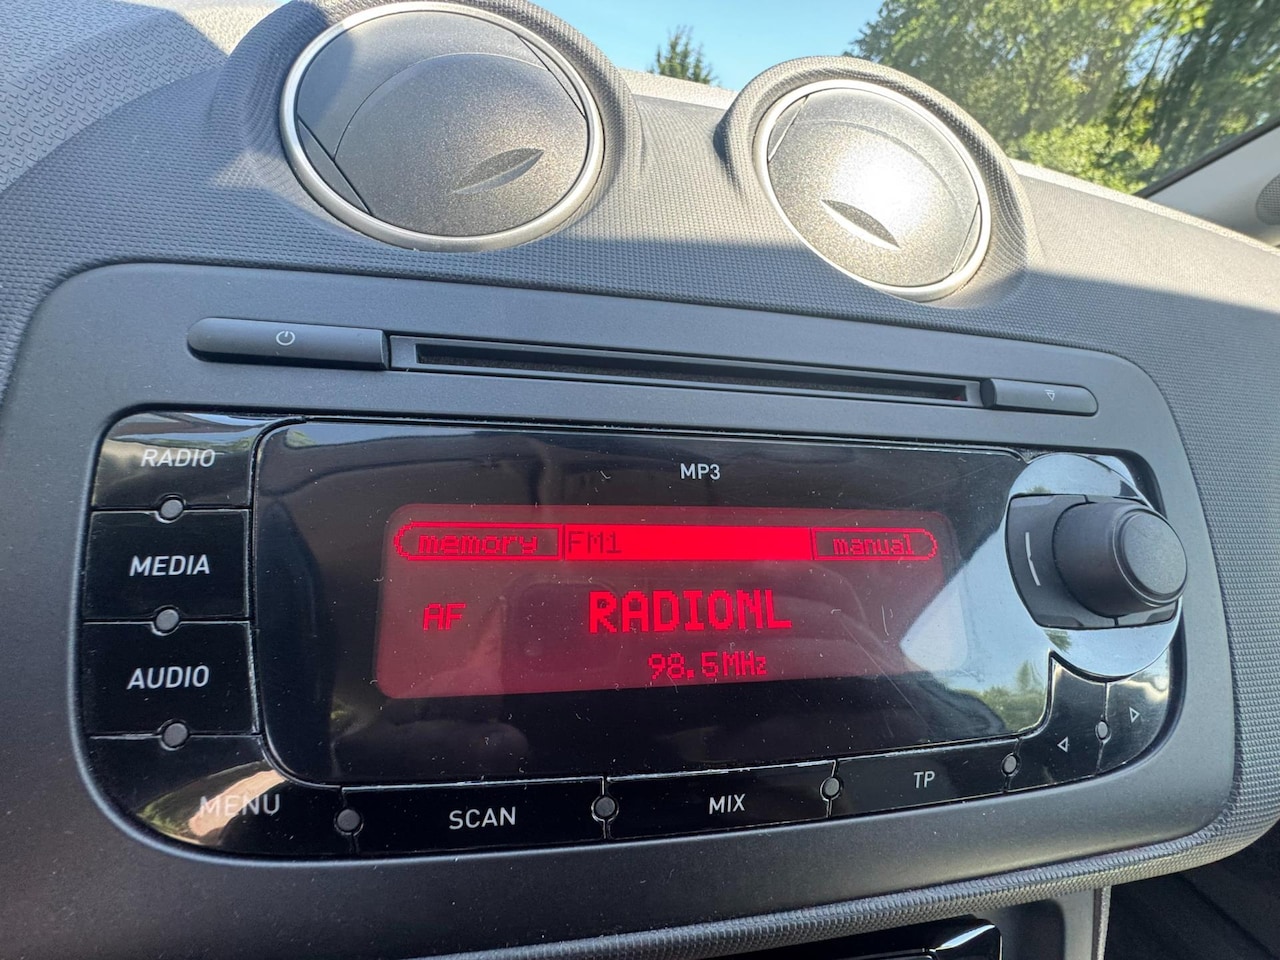 MP3
RADIO
MEDIA
AUDIO
MENU
memory FM1 manual
AF RADIONL
98.5MHz
SCAN MIX TP